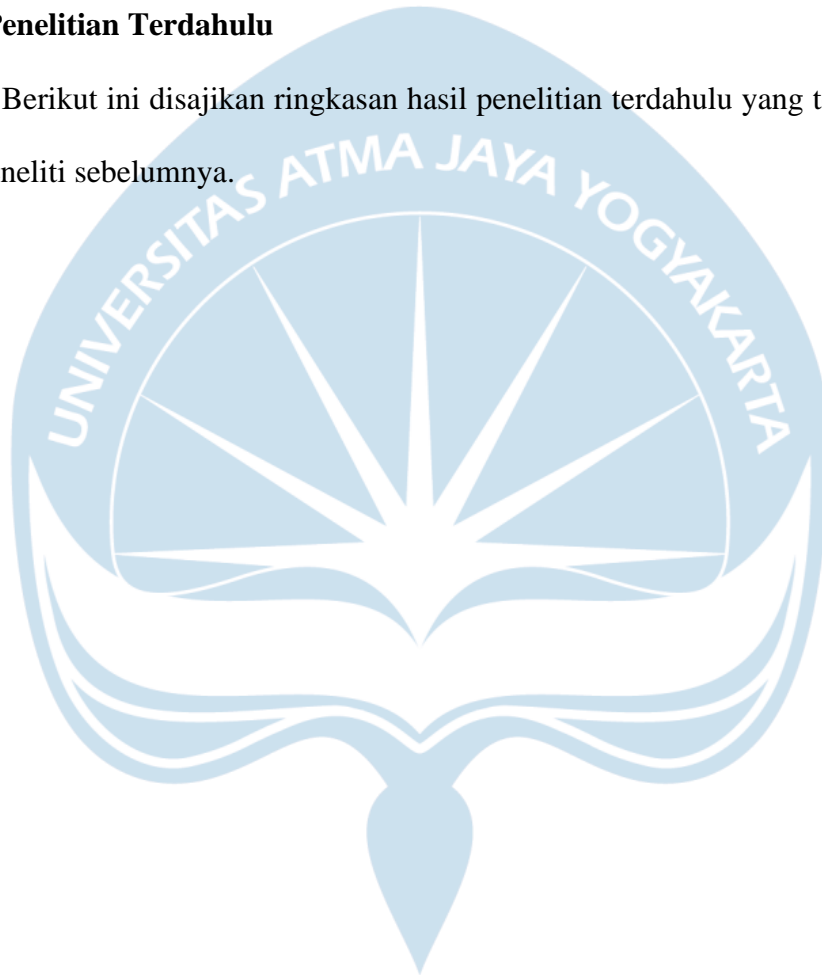 Penelitian Terdahulu
Berikut ini disajikan ringkasan hasil penelitian terdahulu yang t
neliti sebelumnya.
UNIVERSITAS ATMA JAYA YOGYAKARTA